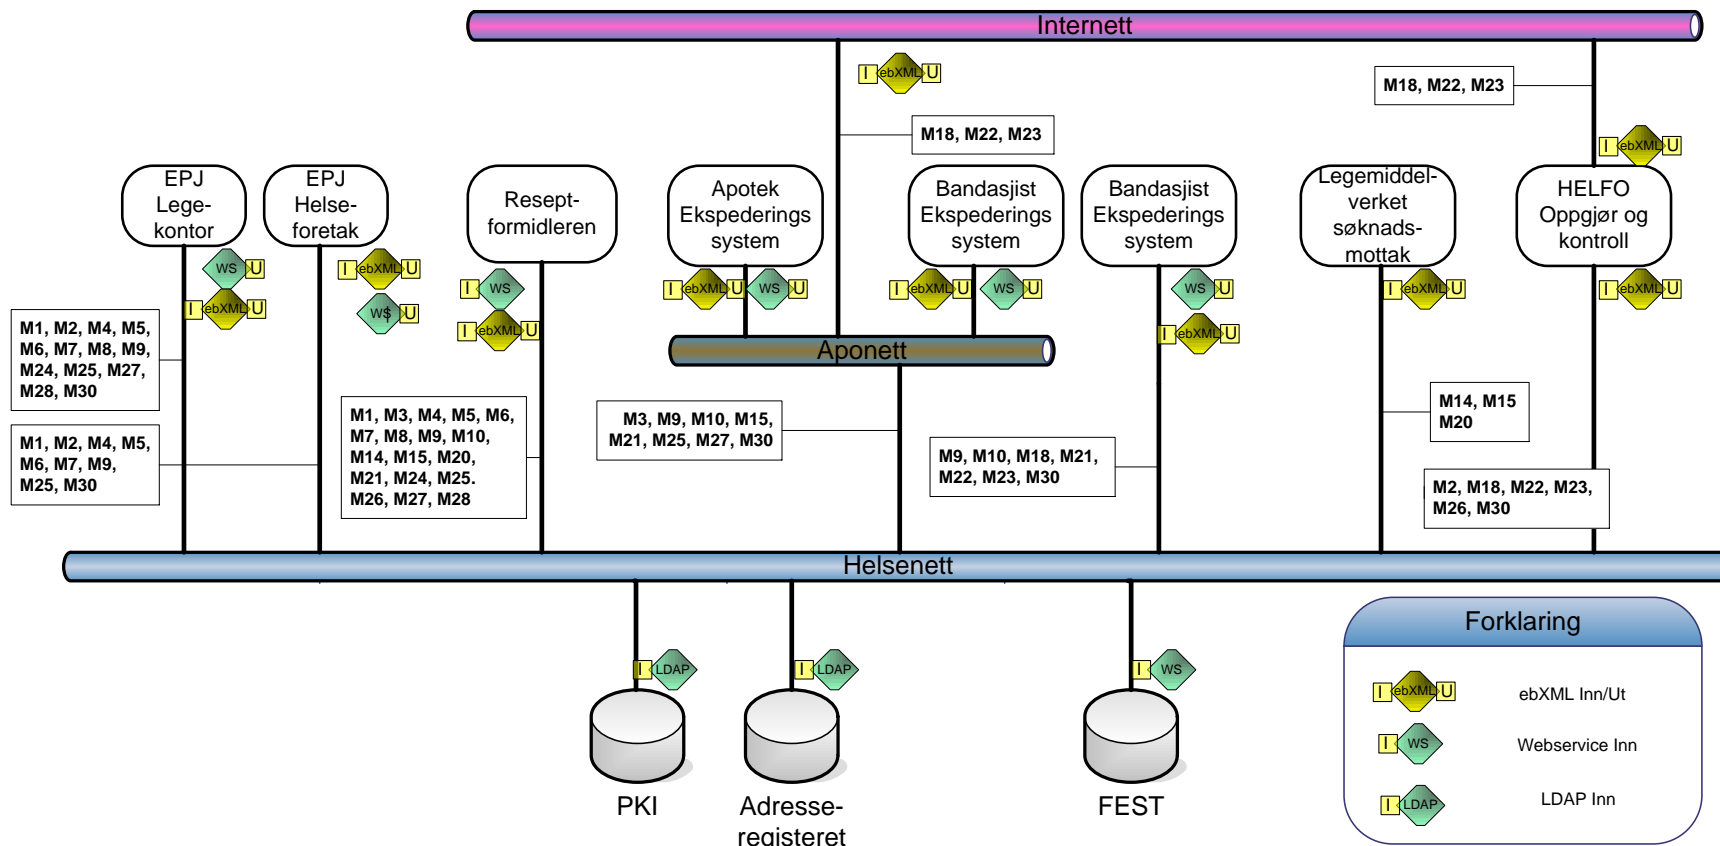 Internett
I ebXML U
M18, M22, M23
M18, M22, M23
I ebXML U
EPJ
Lege-
kontor
EPJ
Helse-
foretak
Resept-
formidleren
Apotek
Ekspederings
system
Bandasjist
Ekspederings
system
Bandasjist
Ekspederings
system
Legemiddel-
verket
søknads-
mottak
HELFO
Oppgjør og
kontroll
WS U
I ebXML U
I ebXML U
WS U
I WS
I ebXML U
I ebXML U WS U
I ebXML U WS U
WS U
I ebXML U
I ebXML U
I ebXML U
Aponett
M1, M2, M4, M5,
M6, M7, M8, M9,
M24, M25, M27,
M28, M30
M1, M2, M4, M5,
M6, M7, M9,
M25, M30
M1, M3, M4, M5, M6,
M7, M8, M9, M10,
M14, M15, M20,
M21, M24, M25.
M26, M27, M28
M3, M9, M10, M15,
M21, M25, M27, M30
M9, M10, M18, M21,
M22, M23, M30
M14, M15
M20
M2, M18, M22, M23,
M26, M30
Helsenett
I LDAP
I LDAP
I WS
PKI
Adresse-
registeret
FEST
Forklaring
I ebXML U ebXML Inn/Ut
I WS Webservice Inn
I LDAP LDAP Inn